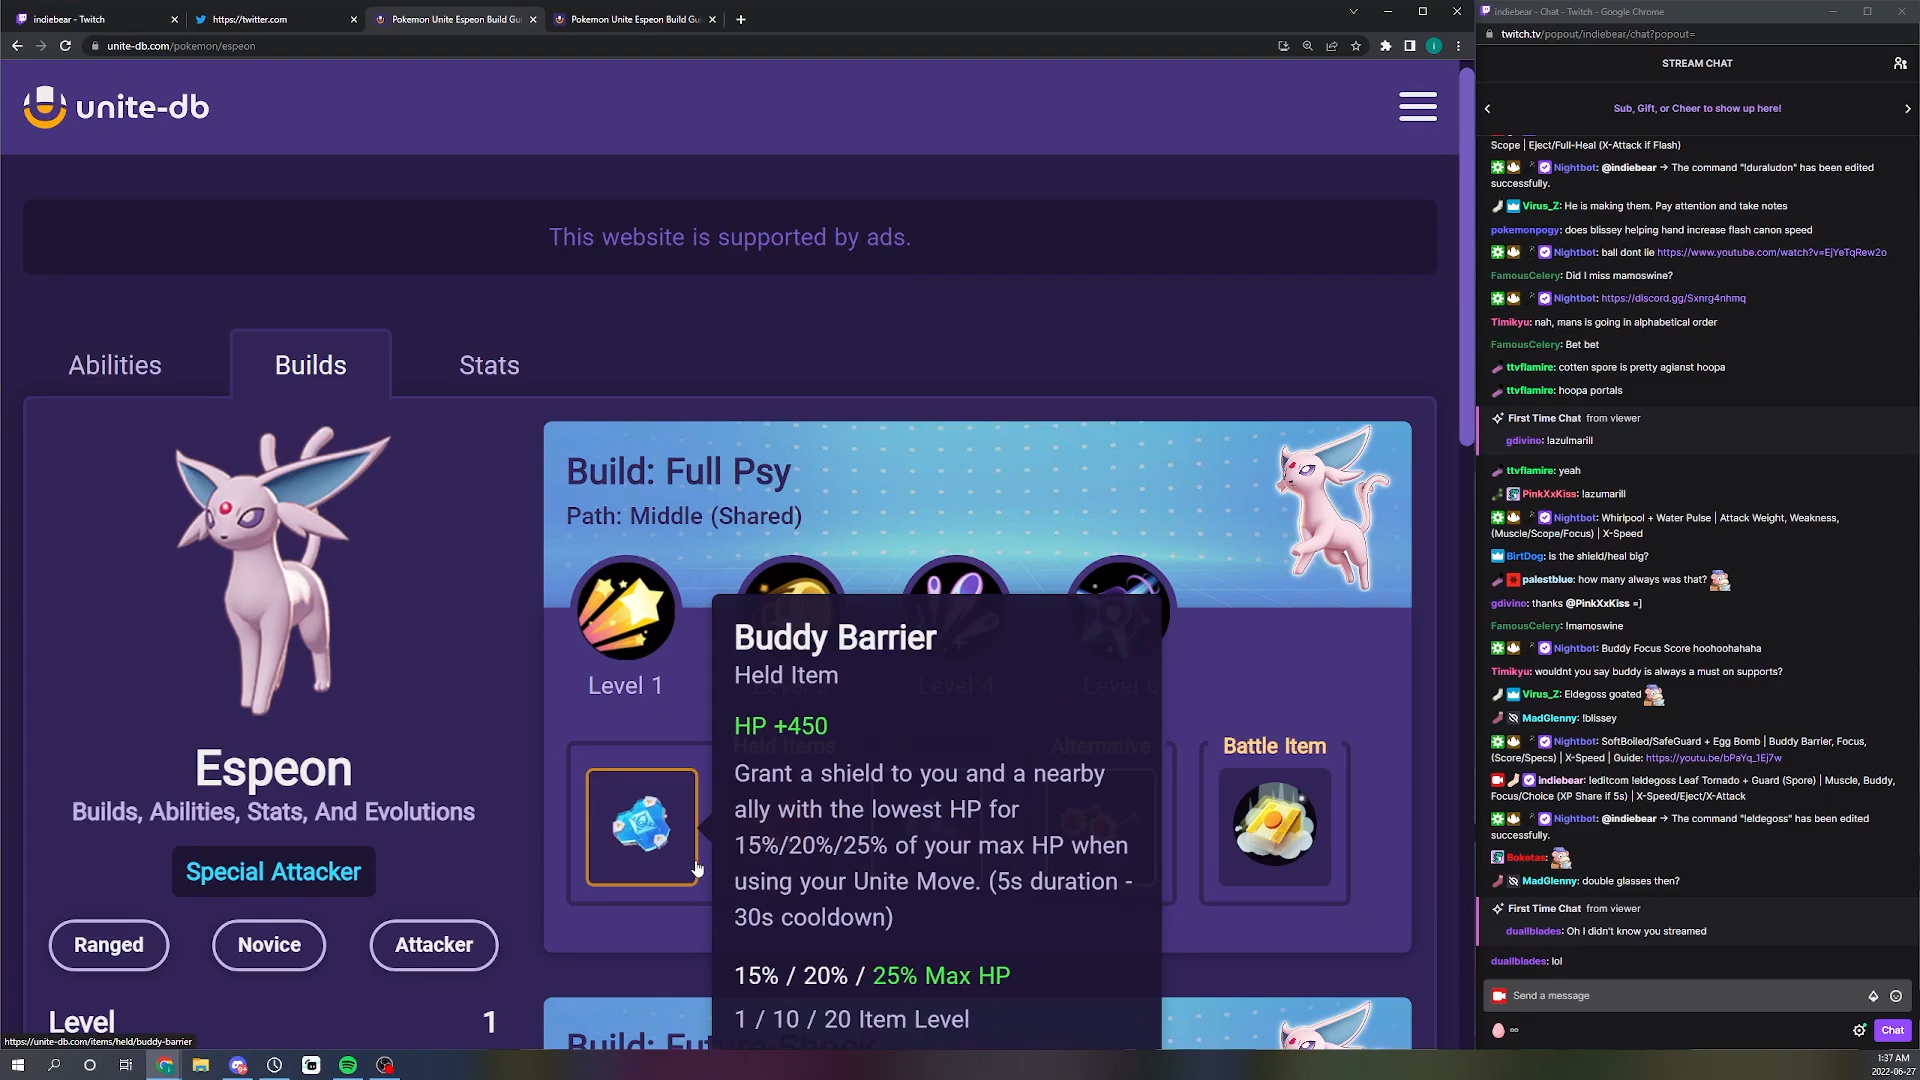 indiebear - Twitch
https://twitter.com
Pokemon Unite Espeon Build Gu
Pokemon Unite Espeon Build Gu
unite-db.com/pokemon/espeon
unite-db
This website is supported by ads.
Abilities
Builds
Stats
Espeon
Builds, Abilities, Stats, And Evolutions
Special Attacker
Ranged
Novice
Attacker
Level
1
Build: Full Psy
Path: Middle (Shared)
Level 1
Level 4
Level 6
Held Items
Alternative
Battle Item
Buddy Barrier
Held Item
HP +450
Grant a shield to you and a nearby
ally with the lowest HP for
15%/20%/25% of your max HP when
using your Unite Move. (5s duration -
30s cooldown)
15% / 20% / 25% Max HP
1 / 10 / 20 Item Level
https://unite-db.com/items/held/buddy-barrier
indiebear - Chat - Twitch - Google Chrome
twitch.tv/popout/indiebear/chat?popout=
STREAM CHAT
Sub, Gift, or Cheer to show up here!
Scope | Eject/Full-Heal (X-Attack if Flash)
Nightbot: @indiebear -> The command "!duraludon" has been edited
successfully.
Virus_Z: He is making them. Pay attention and take notes
pokemonpogy: does blissey helping hand increase flash canon speed
Nightbot: ball dont lie https://www.youtube.com/watch?v=EjYeTqRew2o
FamousCelery: Did I miss mamoswine?
Nightbot: https://discord.gg/Sxnrg4nhmq
Timikyu: nah, mans is going in alphabetical order
FamousCelery: Bet bet
ttvflamire: cotten spore is pretty agianst hoopa
ttvflamire: hoopa portals
First Time Chat from viewer
gdivino: !azulmarill
ttvflamire: yeah
PinkXxKiss: !azumarill
Nightbot: Whirlpool + Water Pulse | Attack Weight, Weakness,
(Muscle/Scope/Focus) | X-Speed
BirtDog: is the shield/heal big?
palestblue: how many always was that?
gdivino: thanks @PinkXxKiss =]
FamousCelery: !mamoswine
Nightbot: Buddy Focus Score hoohoohahaha
Timikyu: wouldnt you say buddy is always a must on supports?
Virus_Z: Eldegoss goated
MadGlenny: !blissey
Nightbot: SoftBoiled/SafeGuard + Egg Bomb | Buddy Barrier, Focus,
(Score/Specs) | X-Speed | Guide: https://youtu.be/bPaYq_1Ej7w
indiebear: !editcom !eldegoss Leaf Tornado + Guard (Spore) | Muscle, Buddy,
Focus/Choice (XP Share if 5s) | X-Speed/Eject/X-Attack
Nightbot: @indiebear -> The command "!eldegoss" has been edited
successfully.
Boketas:
MadGlenny: double glasses then?
First Time Chat from viewer
duallblades: Oh I didn't know you streamed
duallblades: lol
Send a message
Chat
1:37 AM
2022-06-27